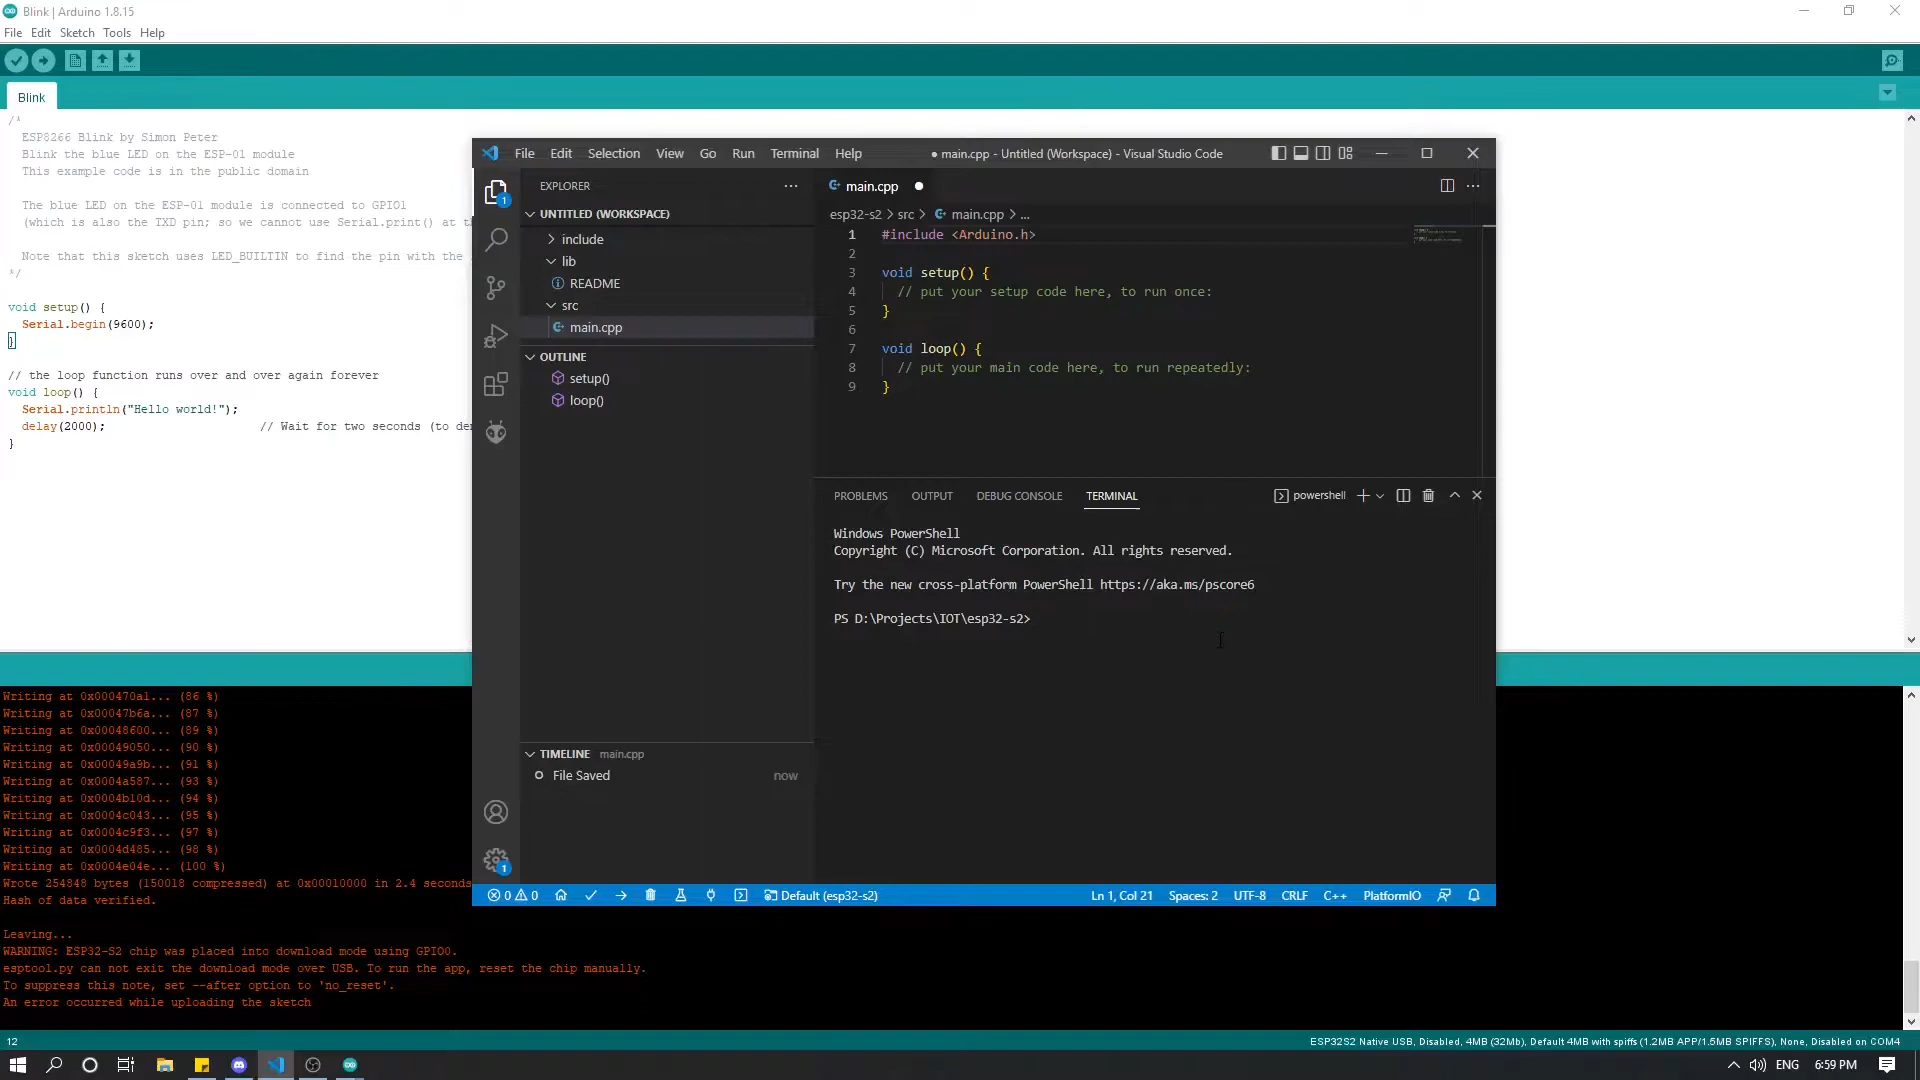 Blink | Arduino 1.8.15
File Edit Sketch Tools Help
Blink
/*
ESP8266 Blink by Simon Peter
Blink the blue LED on the ESP-01 module
This example code is in the public domain
The blue LED on the ESP-01 module is connected to GPIO1
(which is also the TXD pin; so we cannot use Serial.print() at
Note that this sketch uses LED_BUILTIN to find the pin with the
*/
void setup() {
Serial.begin(9600);
}
// the loop function runs over and over again forever
void loop() {
Serial.println("Hello world!");
delay(2000); // Wait for two seconds (to
}
File Edit Selection View Go Run Terminal Help
● main.cpp - Untitled (Workspace) - Visual Studio Code
EXPLORER
UNTITLED (WORKSPACE)
include
lib
README
src
main.cpp
OUTLINE
setup()
loop()
TIMELINE main.cpp
File Saved now
1
1
main.cpp
esp32-s2 > src > main.cpp > ...
1 #include <Arduino.h>
2
3 void setup() {
4 // put your setup code here, to run once:
5 }
6
7 void loop() {
8 // put your main code here, to run repeatedly:
9 }
PROBLEMS OUTPUT DEBUG CONSOLE TERMINAL
powershell
Windows PowerShell
Copyright (C) Microsoft Corporation. All rights reserved.
Try the new cross-platform PowerShell https://aka.ms/pscore6
PS D:\Projects\IOT\esp32-s2>
0 0 Default (esp32-s2) Ln 1, Col 21 Spaces: 2 UTF-8 CRLF C++ PlatformIO
Writing at 0x000470a1... (86 %)
Writing at 0x00047b6a... (87 %)
Writing at 0x00048600... (89 %)
Writing at 0x00049050... (90 %)
Writing at 0x00049a9b... (91 %)
Writing at 0x0004a587... (93 %)
Writing at 0x0004b10d... (94 %)
Writing at 0x0004c043... (95 %)
Writing at 0x0004c9f3... (97 %)
Writing at 0x0004d485... (98 %)
Writing at 0x0004e04e... (100 %)
Wrote 254848 bytes (150018 compressed) at 0x00010000 in 2.4 seconds
Hash of data verified.
Leaving...
WARNING: ESP32-S2 chip was placed into download mode using GPIO0.
esptool.py can not exit the download mode over USB. To run the app, reset the chip manually.
To suppress this note, set --after option to 'no_reset'.
An error occurred while uploading the sketch
12
ESP32S2 Native USB, Disabled, 4MB (32Mb), Default 4MB with spiffs (1.2MB APP/1.5MB SPIFFS), None, Disabled on COM4
ENG 6:59 PM